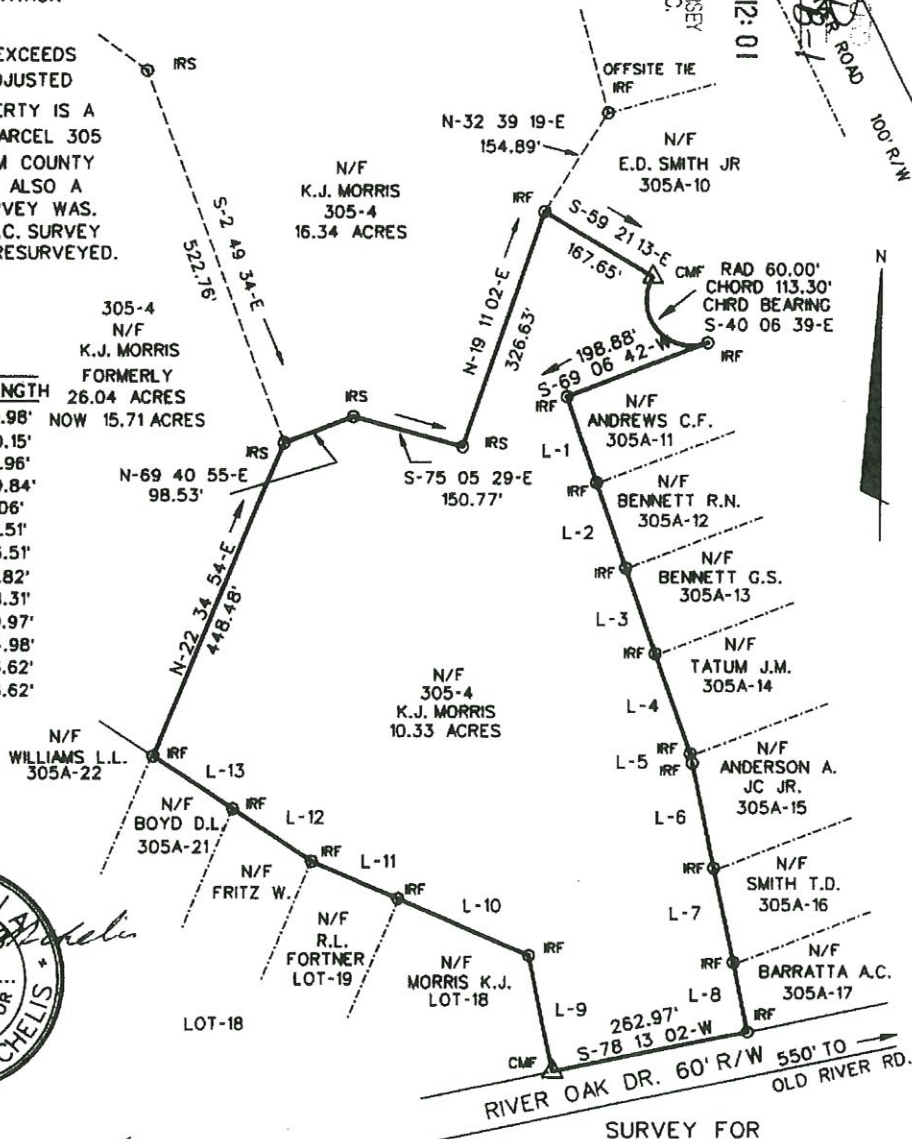 EXCEEDS
DJUSTED
ERTY IS A
ARCEL 305
M COUNTY
ALSO A
VEY WAS.
.C. SURVEY
RESURVEYED.
12: 01
ROAD
100' R/W
IRS
OFFSITE TIE
IRF
N-32 39 19-E
154.89'
N/F
E.D. SMITH JR
305A-10
N/F
K.J. MORRIS
305-4
16.34 ACRES
S-2 49 34-E
522.76'
IRF
S-59 21 13-E
167.65'
CMF
RAD 60.00'
CHORD 113.30'
CHRD BEARING
S-40 06 39-E
N
IRF
N-19 11 02-E
326.63'
198.88'
S-69 06 42-W
IRF
305-4
N/F
K.J. MORRIS
FORMERLY
26.04 ACRES
NOW 15.71 ACRES
NGTH
.98'
.15'
.96'
.84'
06'
.51'
.51'
.82'
.31'
.97'
.98'
.62'
.62'
IRS
IRS
IRS
N-69 40 55-E
98.53'
S-75 05 29-E
150.77'
N/F
ANDREWS C.F.
305A-11
L-1
IRF
N/F
BENNETT R.N.
305A-12
L-2
IRF
N/F
BENNETT G.S.
305A-13
L-3
IRF
N/F
TATUM J.M.
305A-14
L-4
N-22 34 54-E
448.48'
N/F
305-4
K.J. MORRIS
10.33 ACRES
IRF
L-5
IRF
N/F
ANDERSON A.
JC JR.
305A-15
L-6
N/F
WILLIAMS L.L.
305A-22
IRF
L-13
N/F
BOYD D.L.
305A-21
IRF
L-12
N/F
FRITZ W.
IRF
L-11
N/F
R.L.
FORTNER
LOT-19
IRF
L-10
N/F
MORRIS K.J.
LOT-18
IRF
IRF
N/F
SMITH T.D.
305A-16
L-7
IRF
N/F
BARRATTA A.C.
305A-17
L-8
IRF
L-9
CMF
262.97'
S-78 13 02-W
LOT-18
CHELIS
RIVER OAK DR. 60' R/W
550' TO
OLD RIVER RD.
SURVEY FOR